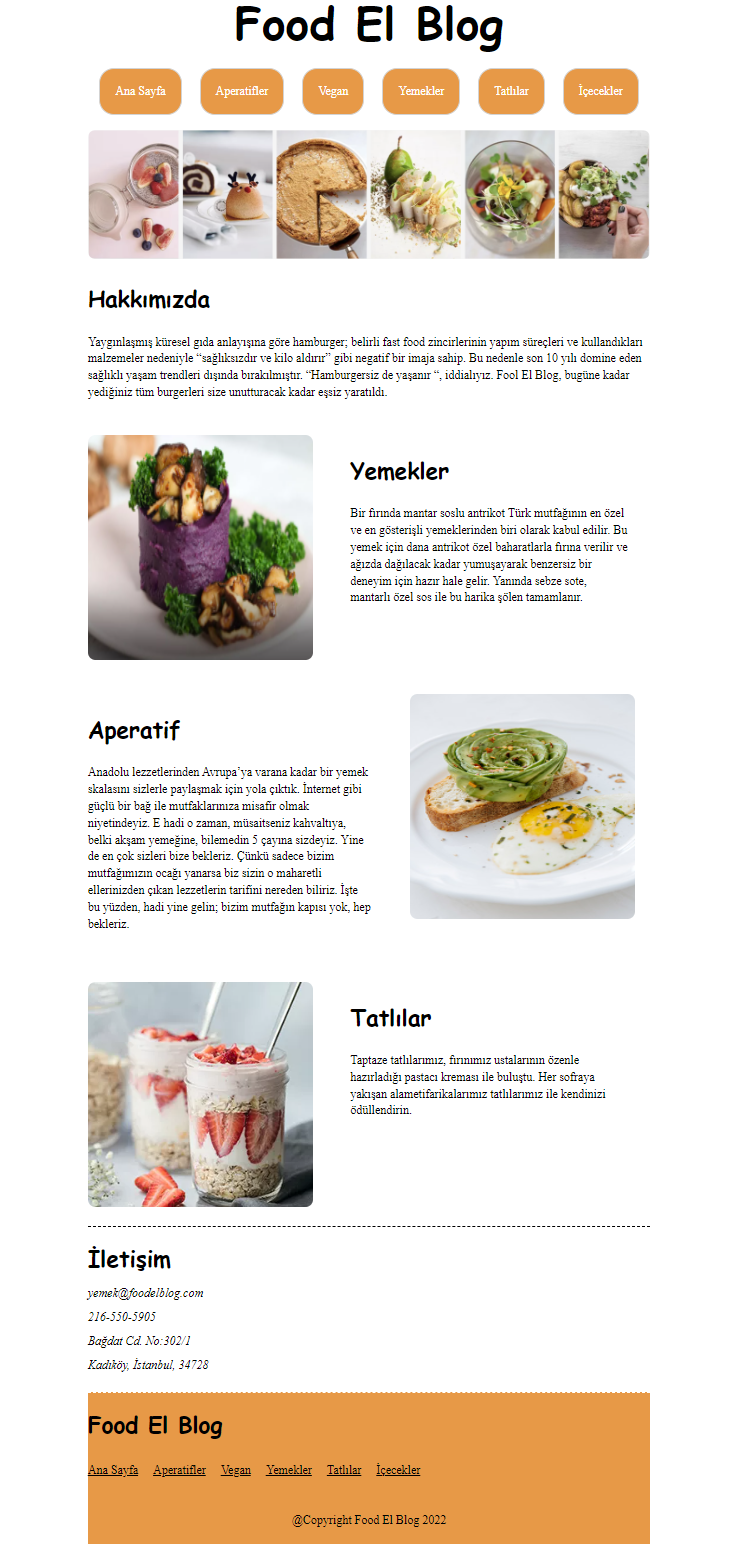 Food El Blog
Ana Sayfa Aperatifler Vegan Yemekler Tatlılar İçecekler
Hakkımızda
Yaygınlaşmış küresel gıda anlayışına göre hamburger; belirli fast food zincirlerinin yapım süreçleri ve kullandıkları
malzemeler nedeniyle “sağlıksızdır ve kilo aldırır” gibi negatif bir imaja sahip. Bu nedenle son 10 yılı domine eden
sağlıklı yaşam trendleri dışında bırakılmıştır. “Hamburgersiz de yaşanır “, iddialıyız. Fool El Blog, bugüne kadar
yediğiniz tüm burgerleri size unutturacak kadar eşsiz yaratıldı.
Yemekler
Bir fırında mantar soslu antrikot Türk mutfağının en özel
ve en gösterişli yemeklerinden biri olarak kabul edilir. Bu
yemek için dana antrikot özel baharatlarla fırına verilir ve
ağızda dağılacak kadar yumuşayarak benzersiz bir
deneyim için hazır hale gelir. Yanında sebze sote,
mantarlı özel sos ile bu harika şölen tamamlanır.
Aperatif
Anadolu lezzetlerinden Avrupa’ya varana kadar bir yemek
skalasını sizlerle paylaşmak için yola çıktık. İnternet gibi
güçlü bir bağ ile mutfaklarınıza misafir olmak
niyetindeyiz. E hadi o zaman, müsaitseniz kahvaltıya,
belki akşam yemeğine, bilemedin 5 çayına sizdeyiz. Yine
de en çok sizleri bize bekleriz. Çünkü sadece bizim
mutfağımızın ocağı yanarsa biz sizin o maharetli
ellerinizden çıkan lezzetlerin tarifini nereden biliriz. İşte
bu yüzden, hadi yine gelin; bizim mutfağın kapısı yok, hep
bekleriz.
Tatlılar
Taptaze tatlılarımız, fırınımız ustalarının özenle
hazırladığı pastacı kreması ile buluştu. Her sofraya
yakışan alametifarikalarımız tatlılarımız ile kendinizi
ödüllendirin.
İletişim
yemek@foodelblog.com
216-550-5905
Bağdat Cd. No:302/1
Kadıköy, İstanbul, 34728
Food El Blog
Ana Sayfa Aperatifler Vegan Yemekler Tatlılar İçecekler
@Copyright Food El Blog 2022